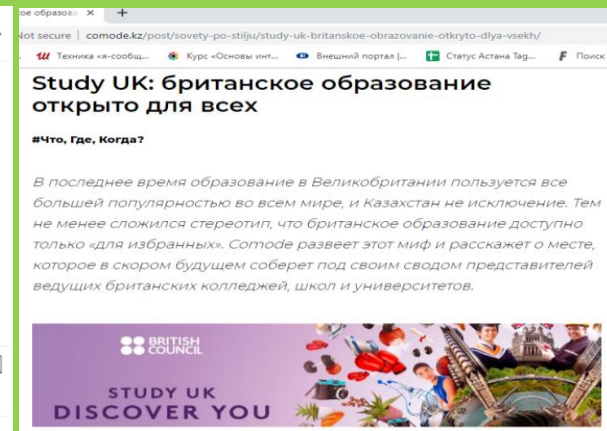 ое образова × +
Not secure | comode.kz/post/sovety-po-stilju/study-uk-britanskoe-obrazovanie-otkryto-dlya-vsekh/
Техника «я-сообщ... Курс «Основы инт... Внешний портал |... Статус Астана Tag... Поиск
Study UK: британское образование
открыто для всех
#Что, Где, Когда?
В последнее время образование в Великобритании пользуется все
большей популярностью во всем мире, и Казахстан не исключение. Тем
не менее сложился стереотип, что британское образование доступно
только «для избранных». Comode развеет этот миф и расскажет о месте,
которое в скором будущем соберет под своим сводом представителей
ведущих британских колледжей, школ и университетов.
BRITISH
COUNCIL
STUDY UK
DISCOVER YOU